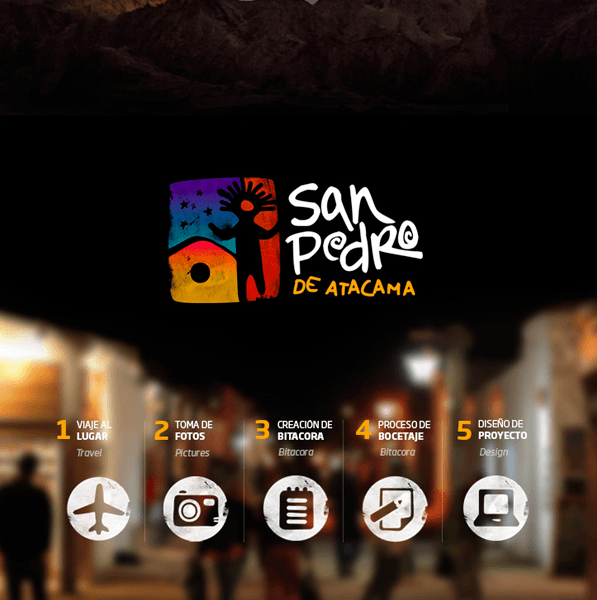 San
Pedro
DE ATACAMA
1 VIAJE AL
LUGAR
Travel
2 TOMA DE
FOTOS
Pictures
3 CREACIÓN DE
BITACORA
Bitacora
4 PROCESO DE
BOCETAJE
Bitacora
5 DISEÑO DE
PROYECTO
Design